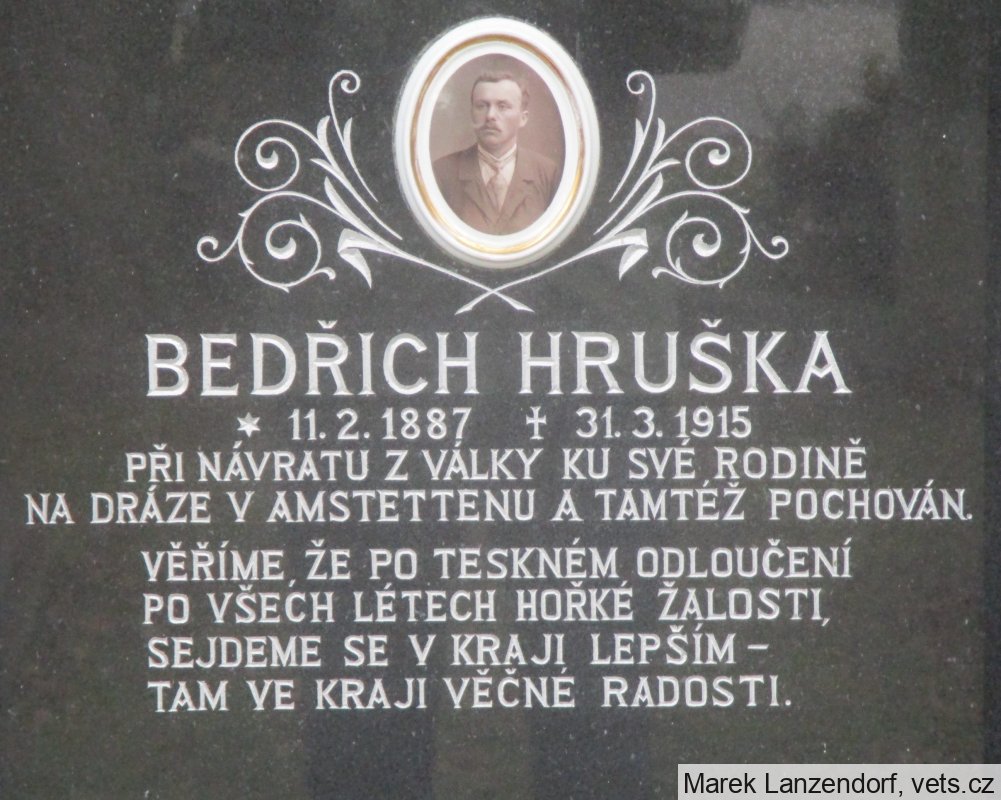 BEDŘICH HRUŠKA
* 11. 2. 1887 ✝ 31. 3. 1915
PŘI NÁVRATU Z VÁLKY KU SVÉ RODINĚ
NA DRÁZE V AMSTETTENU A TAMTÉŽ POCHOVÁN.
VĚŘÍME, ŽE PO TESKNÉM ODLOUČENÍ
PO VŠECH LÉTECH HOŘKÉ ŽALOSTI,
SEJDEME SE V KRAJI LEPŠÍM –
TAM VE KRAJI VĚČNÉ RADOSTI.
Marek Lanzendorf, vets.cz